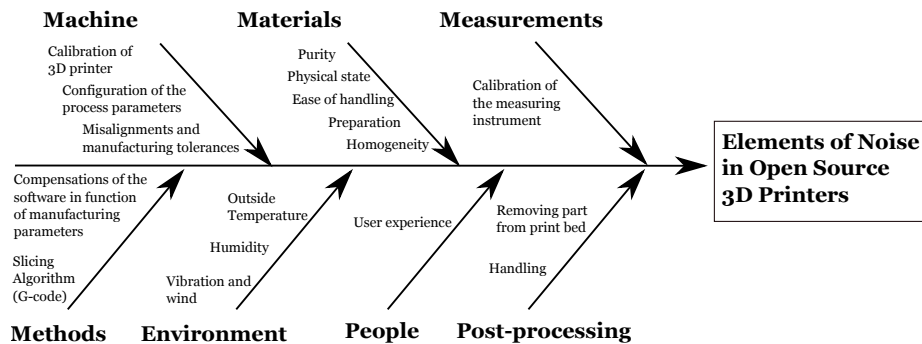 Machine
Materials
Measurements
Calibration of
3D printer
Configuration of the
process parameters
Misalignments and
manufacturing tolerances
Purity
Physical state
Ease of handling
Preparation
Homogeneity
Calibration of
the measuring
instrument
Elements of Noise
in Open Source
3D Printers
Compensations of the
software in function
of manufacturing
parameters
Slicing
Algorithm
(G-code)
Outside
Temperature
Humidity
Vibration and
wind
User experience
Removing part
from print bed
Handling
Methods
Environment
People
Post-processing